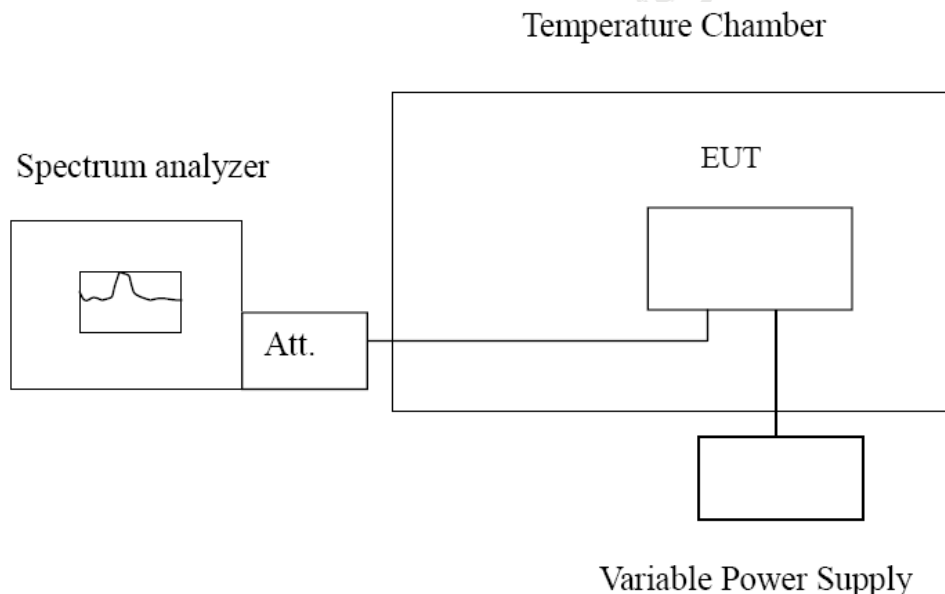 Temperature Chamber
EUT
Spectrum analyzer
Att.
Variable Power Supply